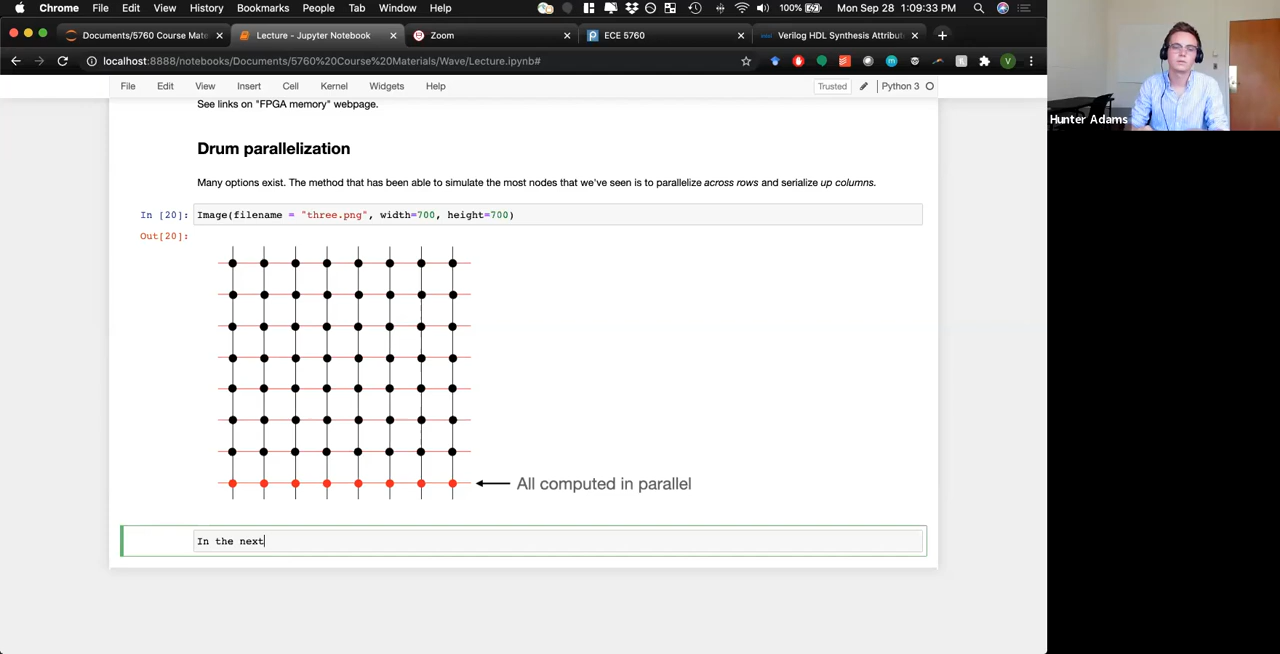 Chrome File Edit View History Bookmarks People Tab Window Help 100% Mon Sep 28 1:09:33 PM
Documents/5760 Course Mate Lecture - Jupyter Notebook Zoom ECE 5760 Verilog HDL Synthesis Attribut
localhost:8888/notebooks/Documents/5760%20Course%20Materials/Wave/Lecture.ipynb# V
File Edit View Insert Cell Kernel Widgets Help Trusted Python 3
See links on "FPGA memory" webpage.
Drum parallelization
Many options exist. The method that has been able to simulate the most nodes that we've seen is to parallelize across rows and serialize up columns.
In [20]: Image(filename = "three.png", width=700, height=700)
Out[20]:
All computed in parallel
In the next
Hunter Adams